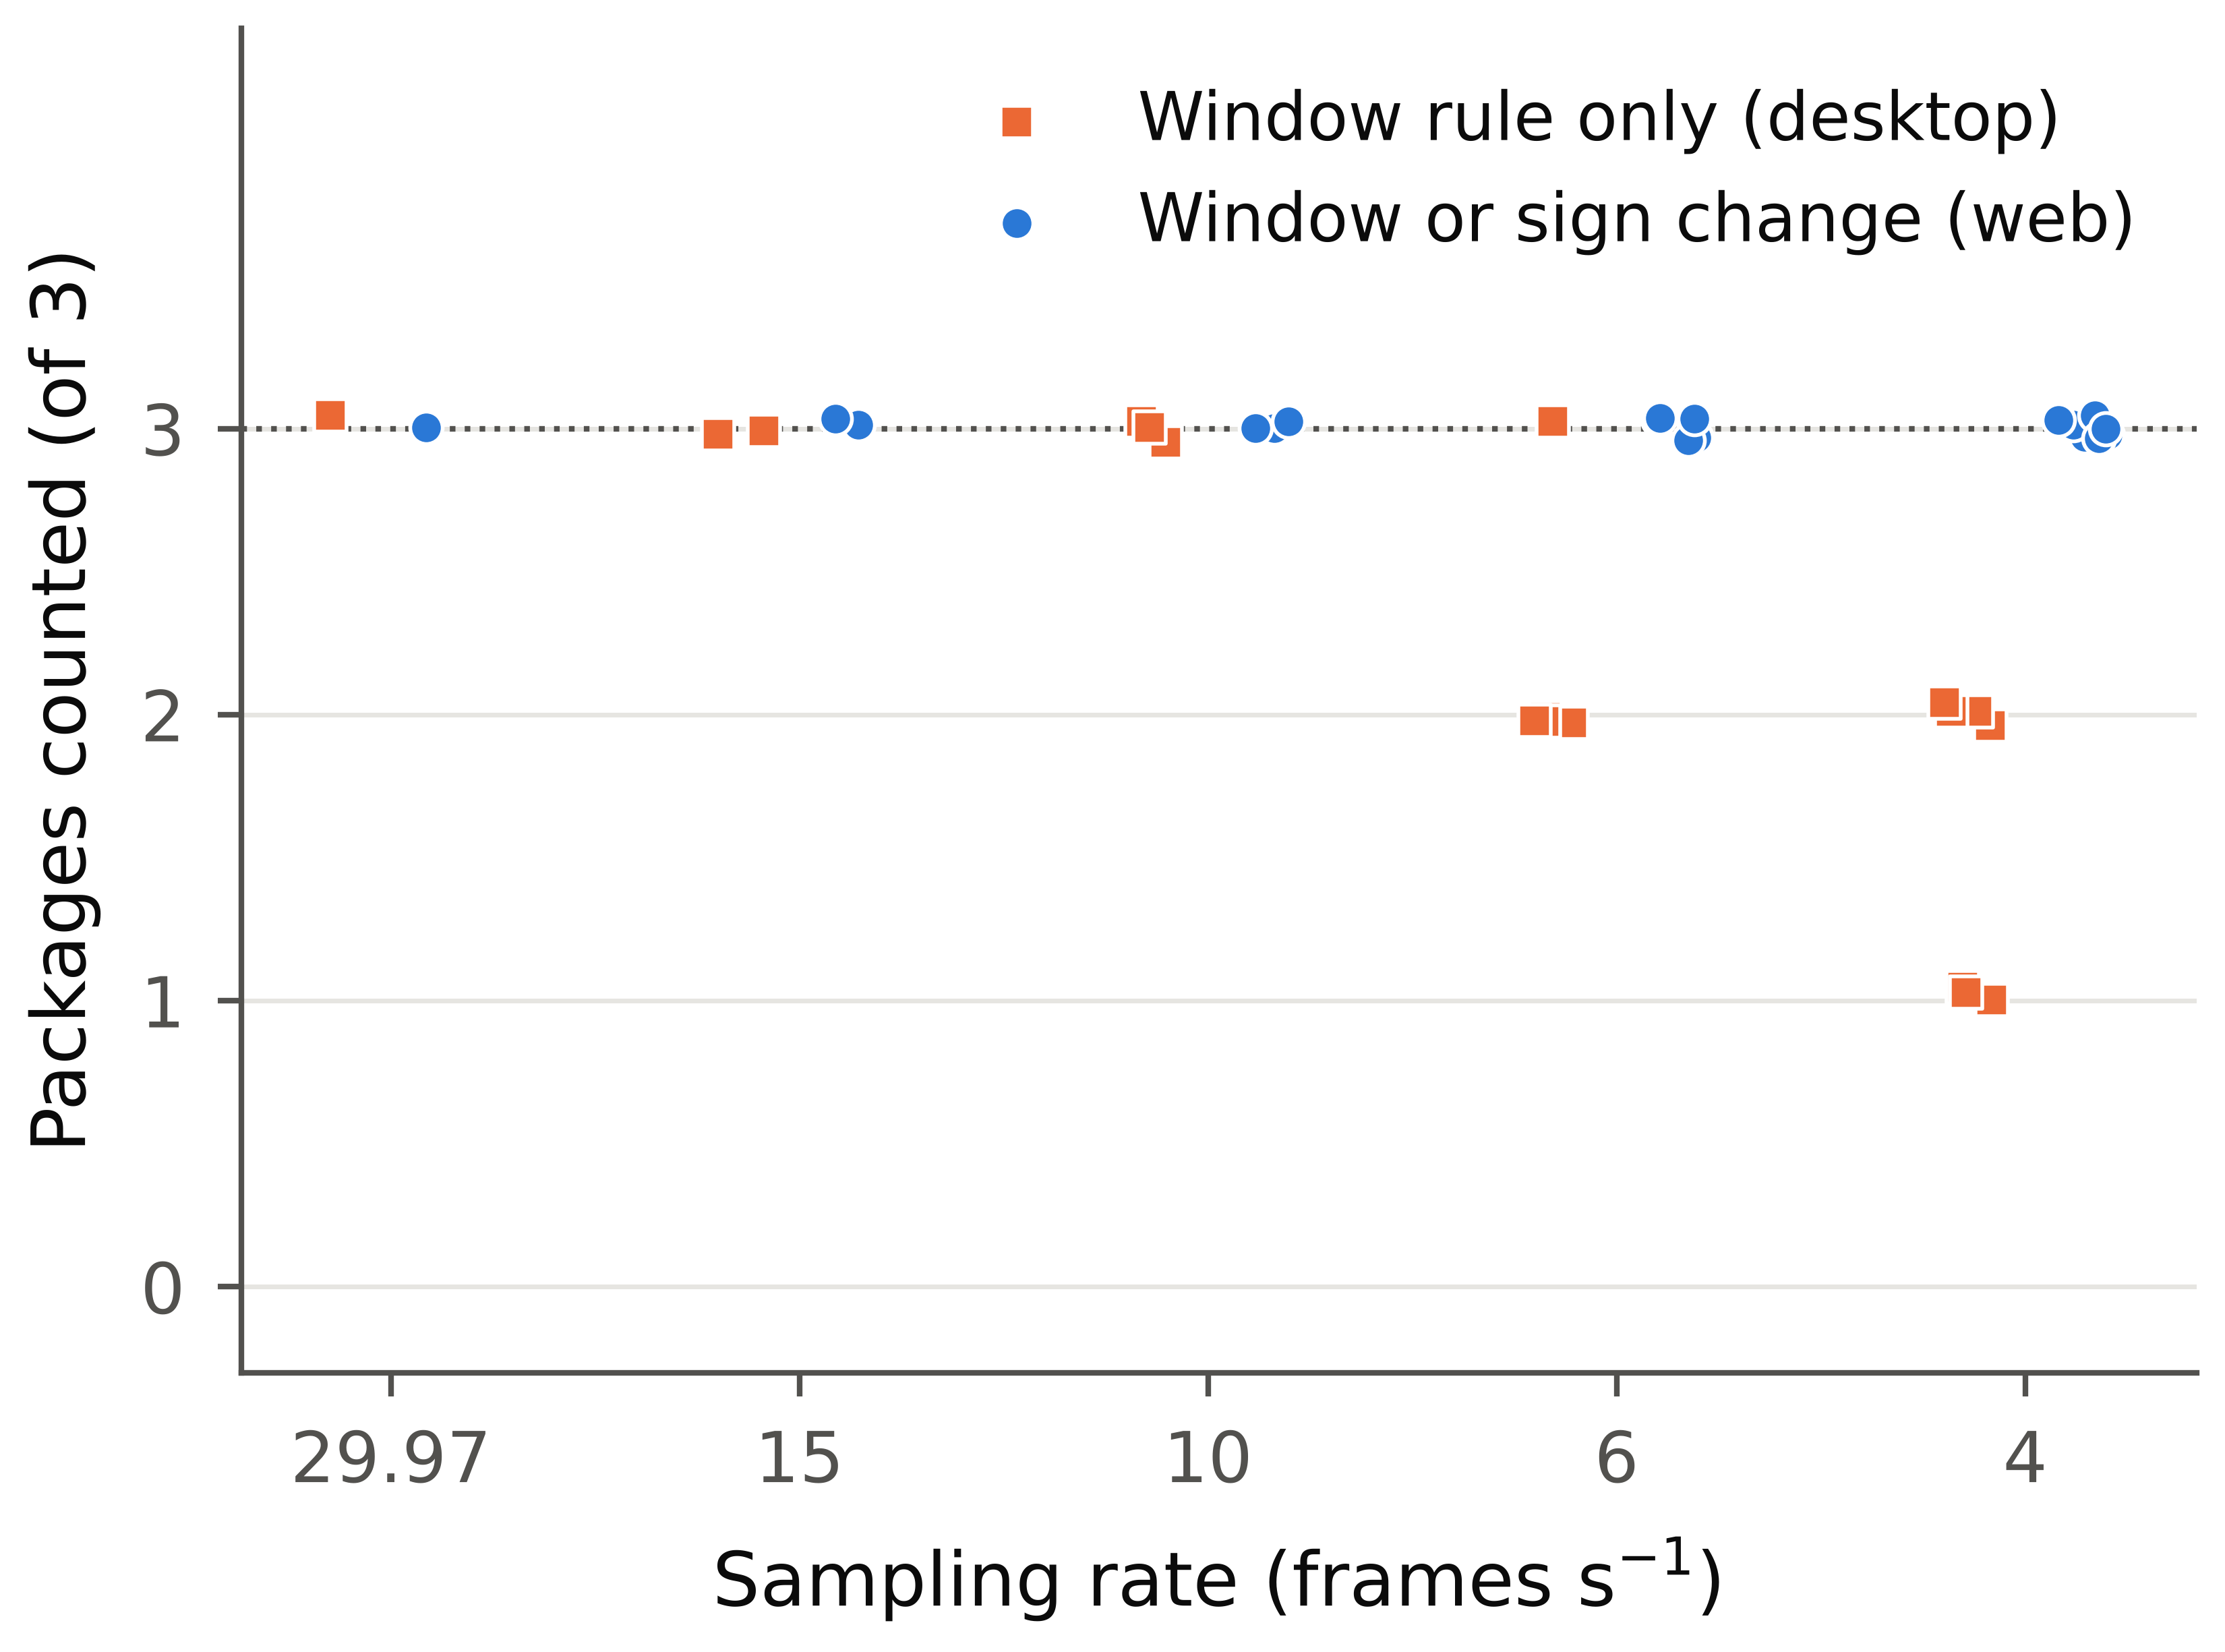 Window rule only (desktop)
Window or sign change (web)
Packages counted (of 3)
3
2
1
0
29.97 15 10 6 4
Sampling rate (frames s⁻¹)